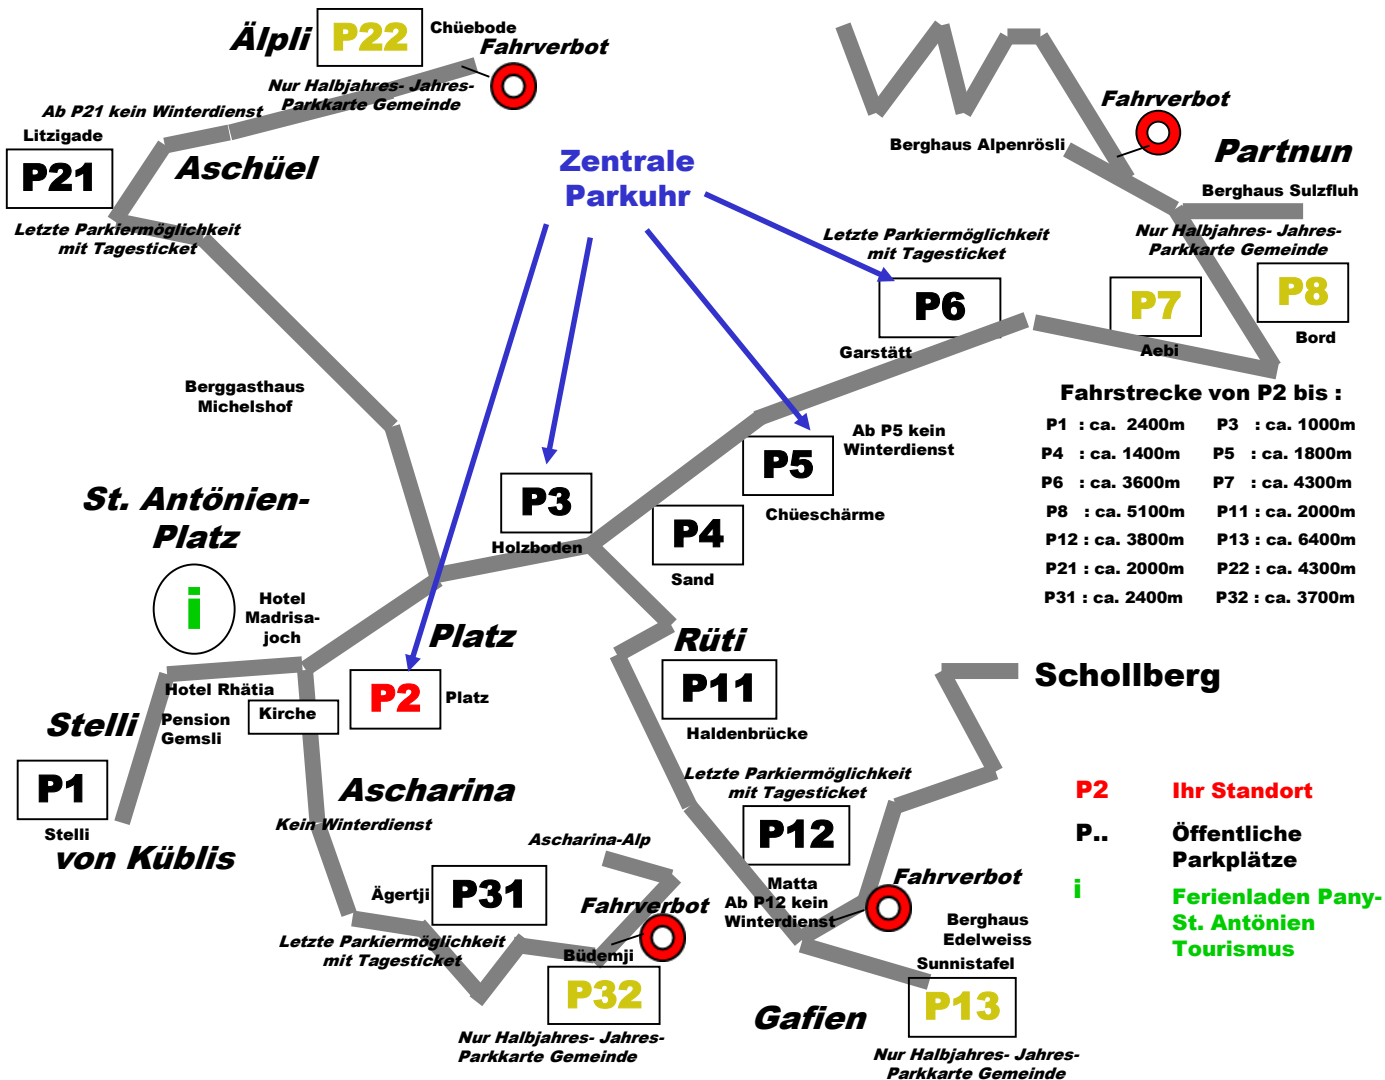 Älpli
P22
Chüebode
Fahrverbot
Nur Halbjahres- Jahres-
Parkkarte Gemeinde
Ab P21 kein Winterdienst
Litzigade
P21
Aschüel
Letzte Parkiermöglichkeit
mit Tagesticket
Zentrale
Parkuhr
Berghaus Alpenrösli
Fahrverbot
Partnun
Berghaus Sulzfluh
Nur Halbjahres- Jahres-
Parkkarte Gemeinde
Letzte Parkiermöglichkeit
mit Tagesticket
P6
Garstätt
P7
Aebi
P8
Bord
Berggasthaus
Michelshof
Ab P5 kein
Winterdienst
P5
Chüeschärme
P3
Holzboden
P4
Sand
Fahrstrecke von P2 bis :
P1 : ca. 2400m P3 : ca. 1000m
P4 : ca. 1400m P5 : ca. 1800m
P6 : ca. 3600m P7 : ca. 4300m
P8 : ca. 5100m P11 : ca. 2000m
P12 : ca. 3800m P13 : ca. 6400m
P21 : ca. 2000m P22 : ca. 4300m
P31 : ca. 2400m P32 : ca. 3700m
St. Antönien-
Platz
i
Hotel
Madrisa-
joch
Hotel Rhätia
Pension
Gemsli
Kirche
Platz
P2
Platz
Stelli
P1
Stelli
von Küblis
Rüti
P11
Haldenbrücke
Schollberg
Letzte Parkiermöglichkeit
mit Tagesticket
P12
Matta
Ab P12 kein
Winterdienst
Fahrverbot
Berghaus
Edelweiss
Sunnistafel
P13
Gafien
Nur Halbjahres- Jahres-
Parkkarte Gemeinde
Ascharina
Kein Winterdienst
Ascharina-Alp
Ägertji
P31
Letzte Parkiermöglichkeit
mit Tagesticket
Fahrverbot
Büdemji
P32
Nur Halbjahres- Jahres-
Parkkarte Gemeinde
P2 Ihr Standort
P.. Öffentliche
Parkplätze
i Ferienladen Pany-
St. Antönien
Tourismus